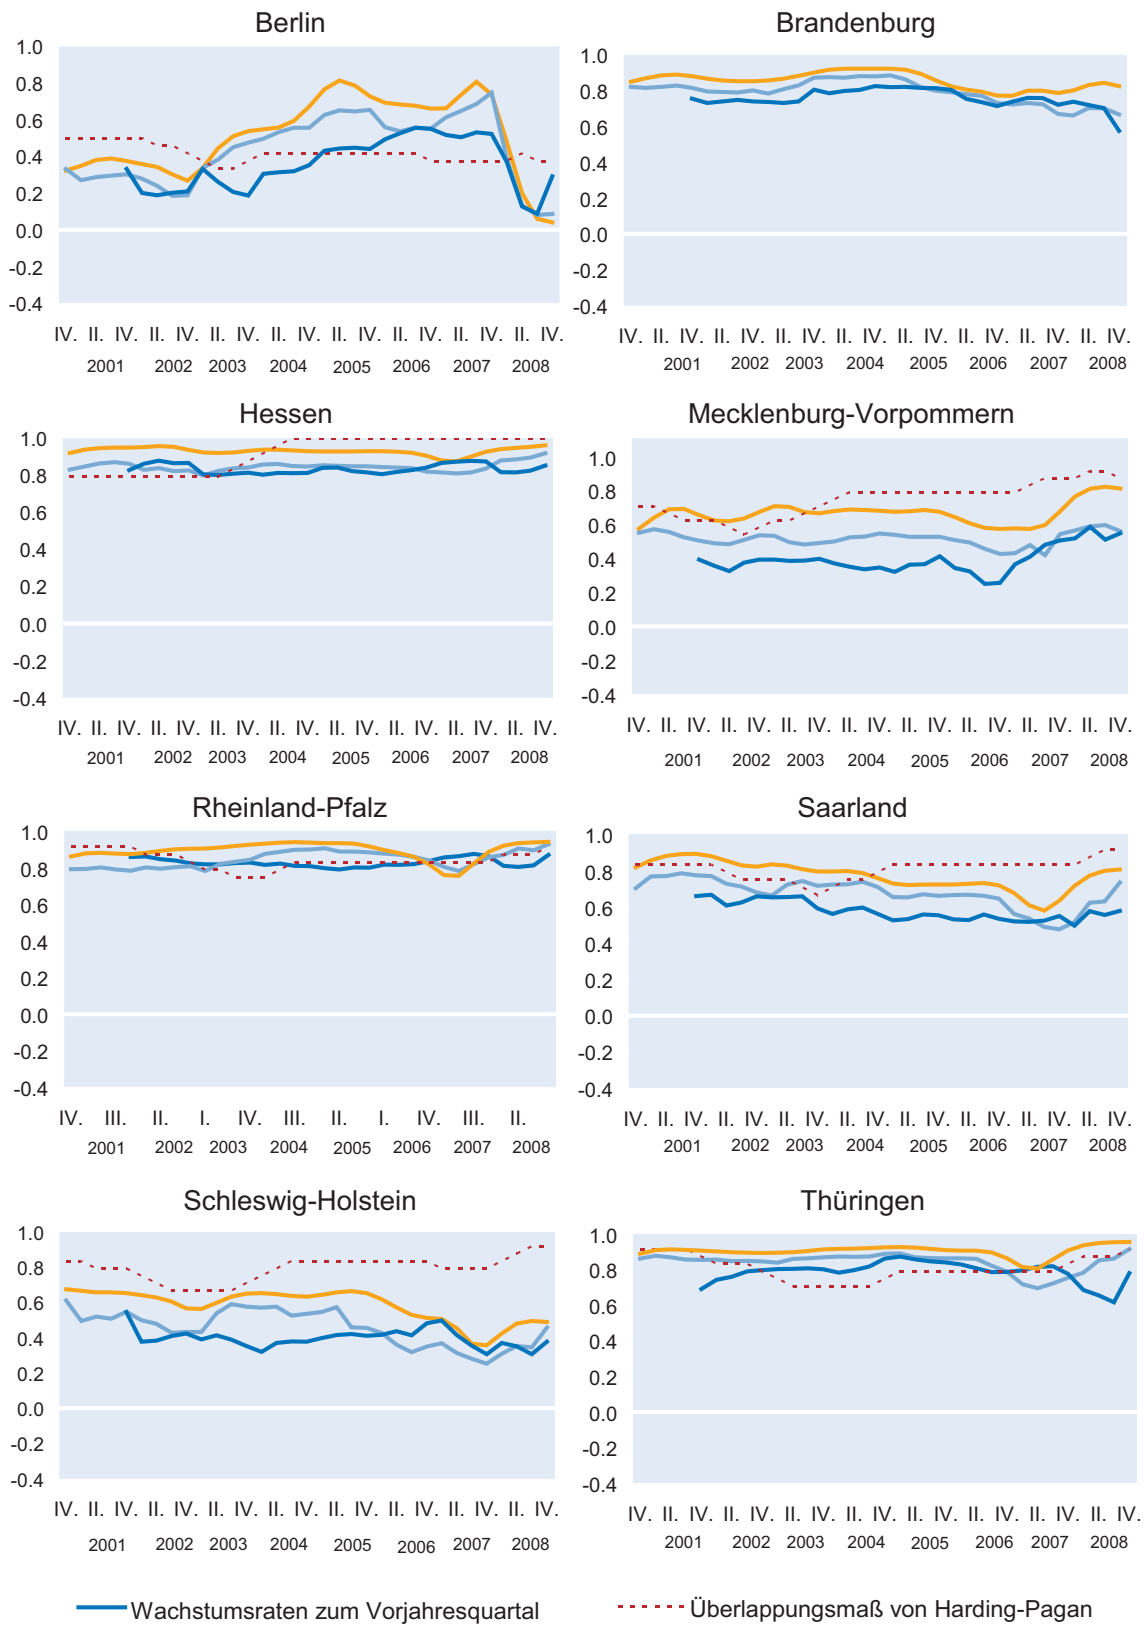 Berlin
1.0
0.8
0.6
0.4
0.2
0.0
-0.2
-0.4
IV. II. IV. II. IV. II. IV. II. IV. II. IV. II. IV. II. IV. II. IV.
2001 2002 2003 2004 2005 2006 2007 2008
Brandenburg
1.0
0.8
0.6
0.4
0.2
0.0
-0.2
-0.4
IV. II. IV. II. IV. II. IV. II. IV. II. IV. II. IV. II. IV. II. IV.
2001 2002 2003 2004 2005 2006 2007 2008
Hessen
1.0
0.8
0.6
0.4
0.2
0.0
-0.2
-0.4
IV. II. IV. II. IV. II. IV. II. IV. II. IV. II. IV. II. IV. II. IV.
2001 2002 2003 2004 2005 2006 2007 2008
Mecklenburg-Vorpommern
1.0
0.8
0.6
0.4
0.2
0.0
-0.2
-0.4
IV. II. IV. II. IV. II. IV. II. IV. II. IV. II. IV. II. IV. II. IV.
2001 2002 2003 2004 2005 2006 2007 2008
Rheinland-Pfalz
1.0
0.8
0.6
0.4
0.2
0.0
-0.2
-0.4
IV. III. II. I. IV. III. II. I. IV. III. II.
2001 2002 2003 2004 2005 2006 2007 2008
Saarland
1.0
0.8
0.6
0.4
0.2
0.0
-0.2
-0.4
IV. II. IV. II. IV. II. IV. II. IV. II. IV. II. IV. II. IV. II. IV.
2001 2002 2003 2004 2005 2006 2007 2008
Schleswig-Holstein
1.0
0.8
0.6
0.4
0.2
0.0
-0.2
-0.4
IV. II. IV. II. IV. II. IV. II. IV. II. IV. II. IV. II. IV. II. IV.
2001 2002 2003 2004 2005 2006 2007 2008
Thüringen
1.0
0.8
0.6
0.4
0.2
0.0
-0.2
-0.4
IV. II. IV. II. IV. II. IV. II. IV. II. IV. II. IV. II. IV. II. IV.
2001 2002 2003 2004 2005 2006 2007 2008
Wachstumsraten zum Vorjahresquartal
Überlappungsmaß von Harding-Pagan